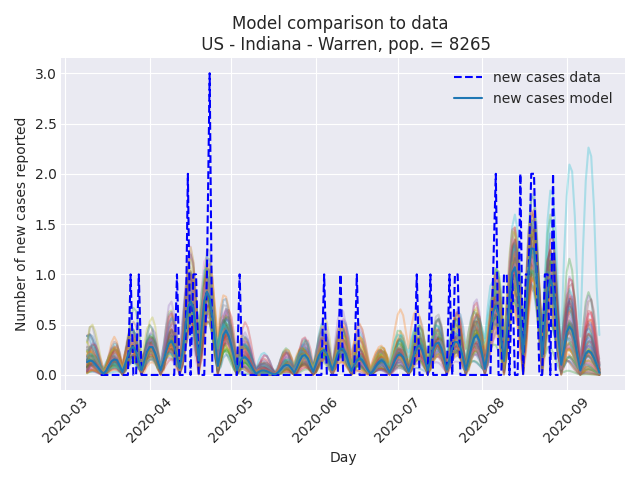 Model comparison to data
US - Indiana - Warren, pop. = 8265
new cases data
new cases model
Number of new cases reported
3.0
2.5
2.0
1.5
1.0
0.5
0.0
2020-03
2020-04
2020-05
2020-06
2020-07
2020-08
2020-09
Day